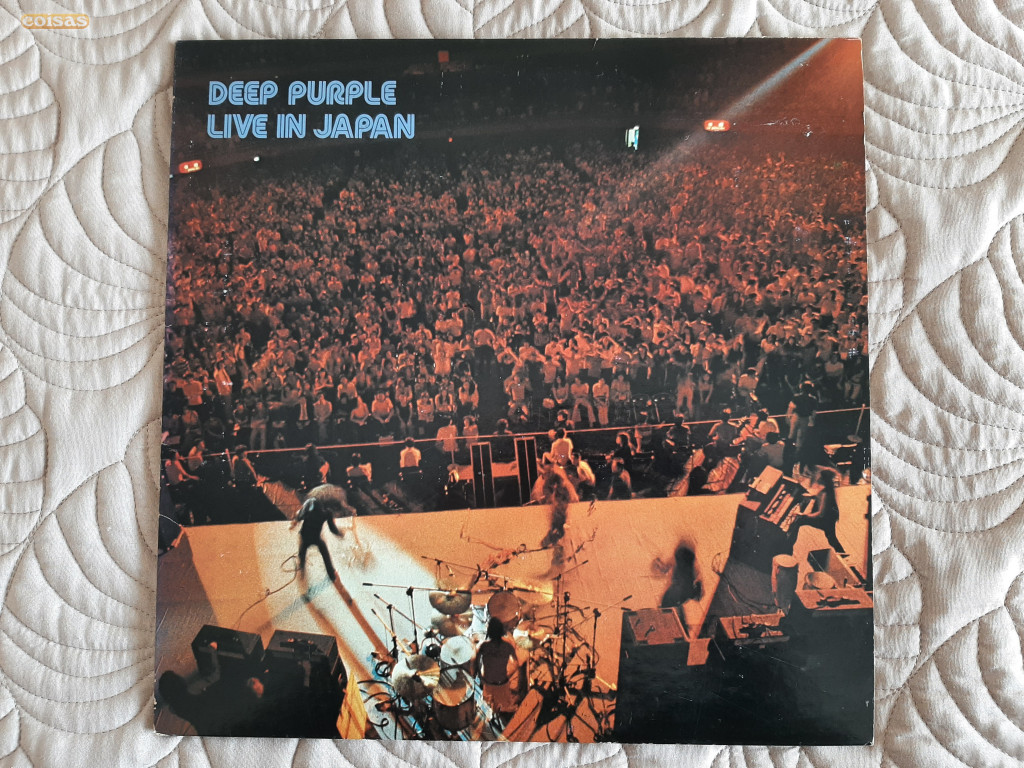 coisas
DEEP PURPLE
LIVE IN JAPAN